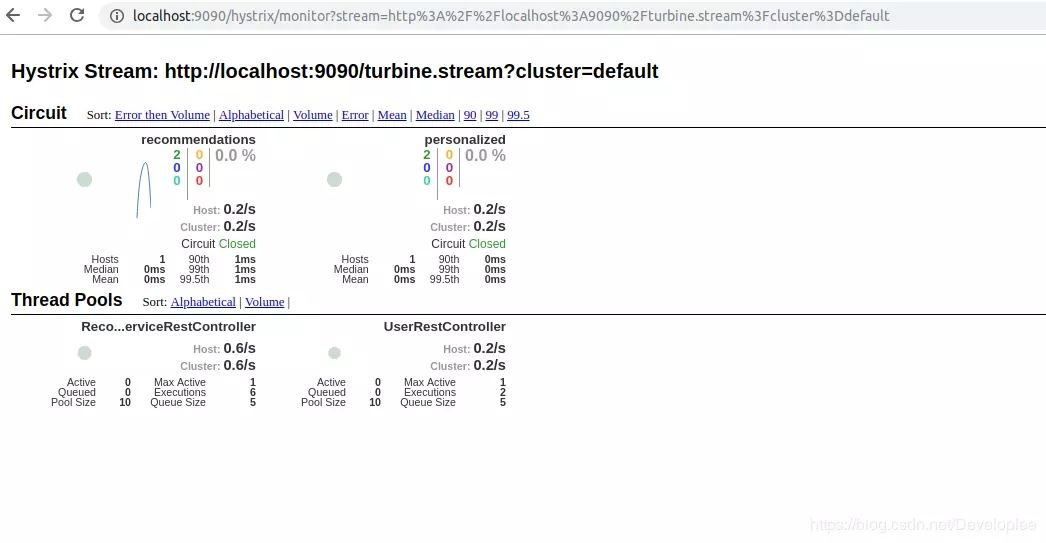 localhost:9090/hystrix/monitor?stream=http%3A%2F%2Flocalhost%3A9090%2Fturbine.stream%3Fcluster%3Ddefault
Hystrix Stream: http://localhost:9090/turbine.stream?cluster=default
Circuit Sort: Error then Volume | Alphabetical | Volume | Error | Mean | Median | 90 | 99 | 99.5
recommendations
2 0 0.0 %
0 0
0 0
Host: 0.2/s
Cluster: 0.2/s
Circuit Closed
Hosts 1 90th 1ms
Median 0ms 99th 1ms
Mean 0ms 99.5th 1ms
personalized
2 0 0.0 %
0 0
0 0
Host: 0.2/s
Cluster: 0.2/s
Circuit Closed
Hosts 1 90th 0ms
Median 0ms 99th 0ms
Mean 0ms 99.5th 0ms
Thread Pools Sort: Alphabetical | Volume |
Reco...erviceRestController
Host: 0.6/s
Cluster: 0.6/s
Active 0 Max Active 1
Queued 0 Executions 6
Pool Size 10 Queue Size 5
UserRestController
Host: 0.2/s
Cluster: 0.2/s
Active 0 Max Active 1
Queued 0 Executions 2
Pool Size 10 Queue Size 5
https://blog.csdn.net/Developlee